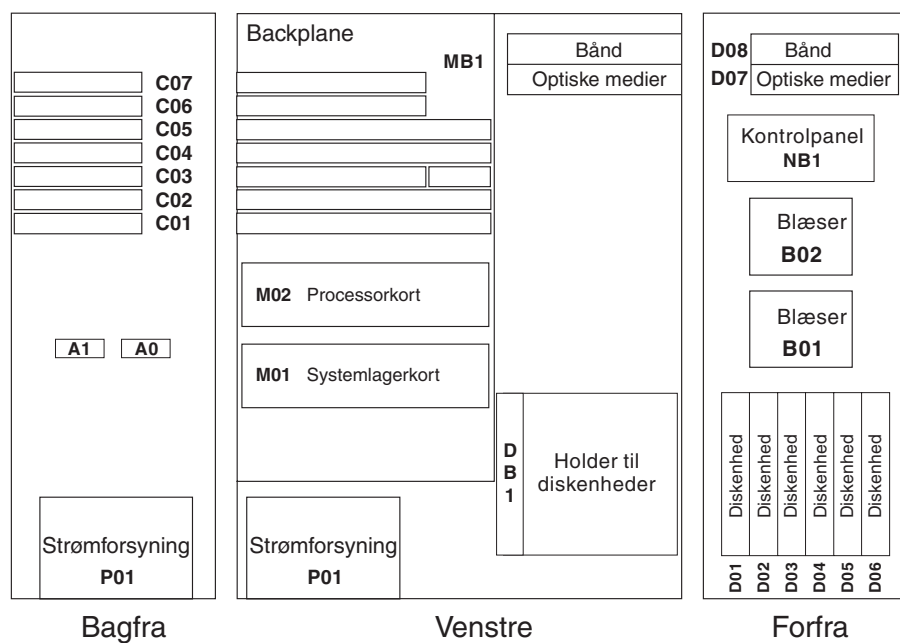 C07
C06
C05
C04
C03
C02
C01
A1 A0
Strømforsyning
P01
Bagfra
Backplane
MB1
Bånd
Optiske medier
M02 Processorkort
M01 Systemlagerkort
D
B
1
Holder til
diskenheder
Strømforsyning
P01
Venstre
D08 Bånd
D07 Optiske medier
Kontrolpanel
NB1
Blæser
B02
Blæser
B01
Diskenhed
Diskenhed
Diskenhed
Diskenhed
Diskenhed
Diskenhed
D01
D02
D03
D04
D05
D06
Forfra